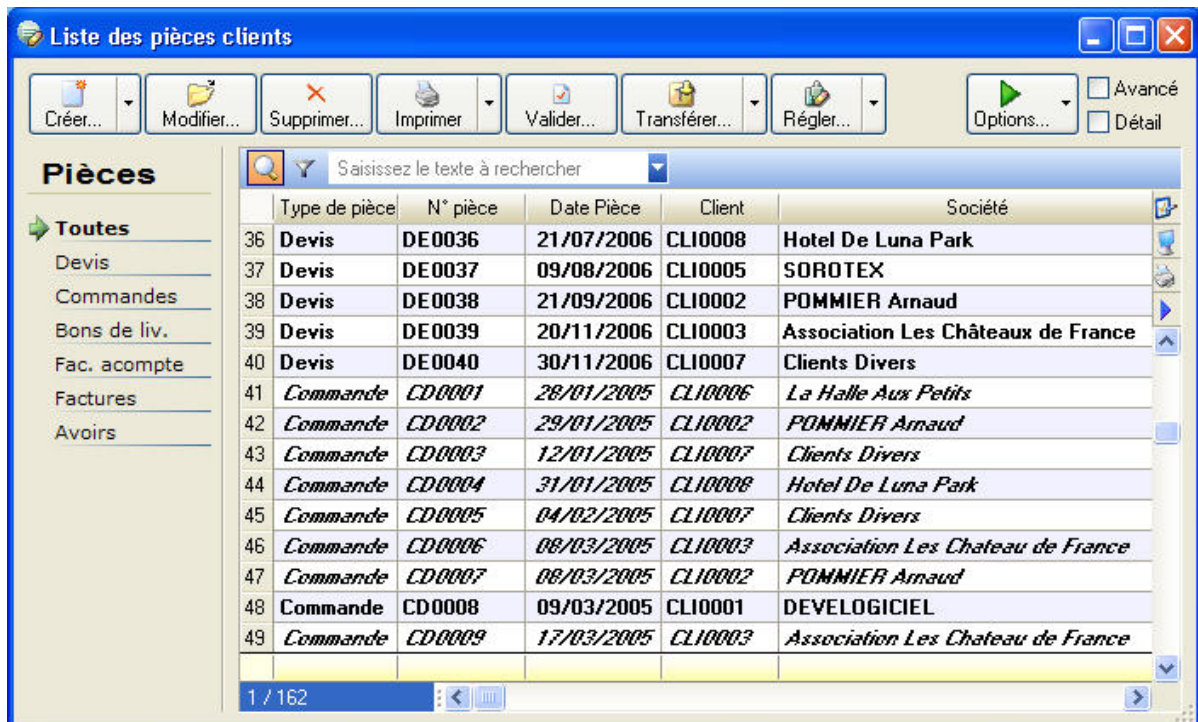 Liste des pièces clients
Créer... Modifier... Supprimer... Imprimer Valider... Transférer... Régler... Options... Avancé
Détail
Pièces
Saisissez le texte à rechercher
Toutes
Devis
Commandes
Bons de liv.
Fac. acompte
Factures
Avoirs
Type de pièce N° pièce Date Pièce Client Société
36 Devis DE0036 21/07/2006 CLI0008 Hotel De Luna Park
37 Devis DE0037 09/08/2006 CLI0005 SOROTEX
38 Devis DE0038 21/09/2006 CLI0002 POMMIER Arnaud
39 Devis DE0039 20/11/2006 CLI0003 Association Les Châteaux de France
40 Devis DE0040 30/11/2006 CLI0007 Clients Divers
41 Commande CD0001 28/01/2005 CLI0006 La Halle Aux Petits
42 Commande CD0002 29/01/2005 CLI0002 POMMIER Arnaud
43 Commande CD0003 12/01/2005 CLI0007 Clients Divers
44 Commande CD0004 31/01/2005 CLI0008 Hotel De Luna Park
45 Commande CD0005 04/02/2005 CLI0007 Clients Divers
46 Commande CD0006 08/03/2005 CLI0003 Association Les Chateau de France
47 Commande CD0007 08/03/2005 CLI0002 POMMIER Arnaud
48 Commande CD0008 09/03/2005 CLI0001 DEVELOGICIEL
49 Commande CD0009 17/03/2005 CLI0003 Association Les Chateau de France
1 / 162